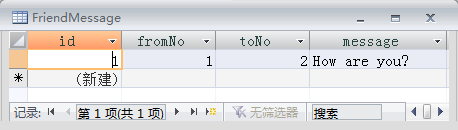 FriendMessage
id fromNo toNo message
1 1 2 How are you?
* (新建)
记录: 第 1 项(共 1 项) 无筛选器 搜索